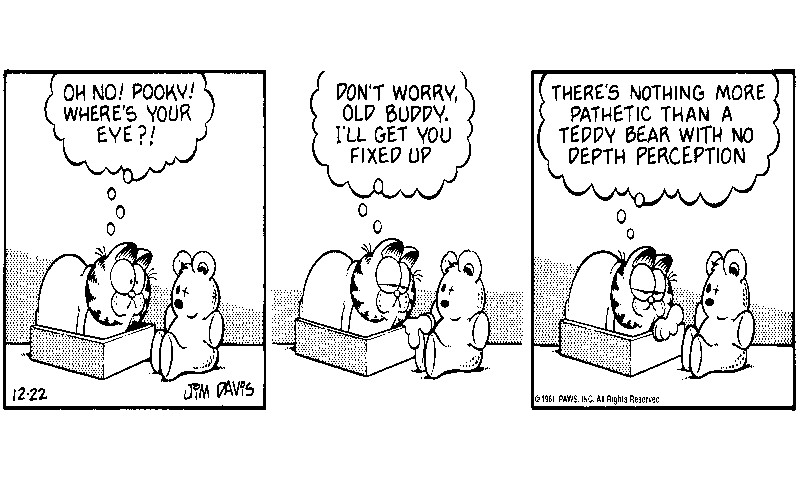 OH NO! POOKY!
WHERE'S YOUR
EYE?!
12-22
JIM DAVIS
DON'T WORRY,
OLD BUDDY.
I'LL GET YOU
FIXED UP
THERE'S NOTHING MORE
PATHETIC THAN A
TEDDY BEAR WITH NO
DEPTH PERCEPTION
© 1981 PAWS, INC. All Rights Reserved